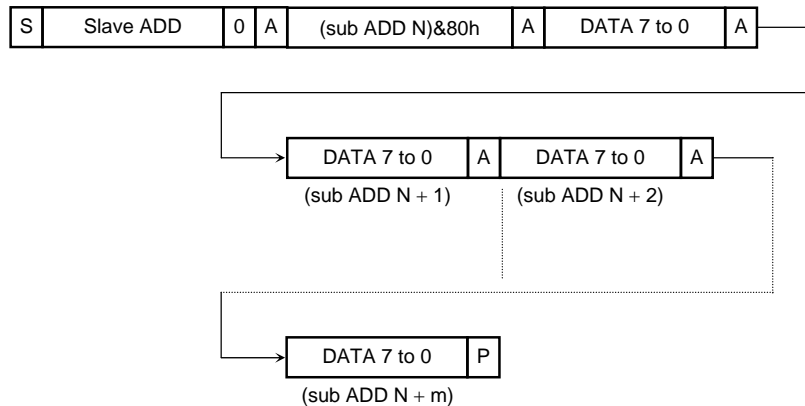 S Slave ADD 0 A (sub ADD N)&80h A DATA 7 to 0 A
DATA 7 to 0 A DATA 7 to 0 A
(sub ADD N + 1) (sub ADD N + 2)
DATA 7 to 0 P
(sub ADD N + m)